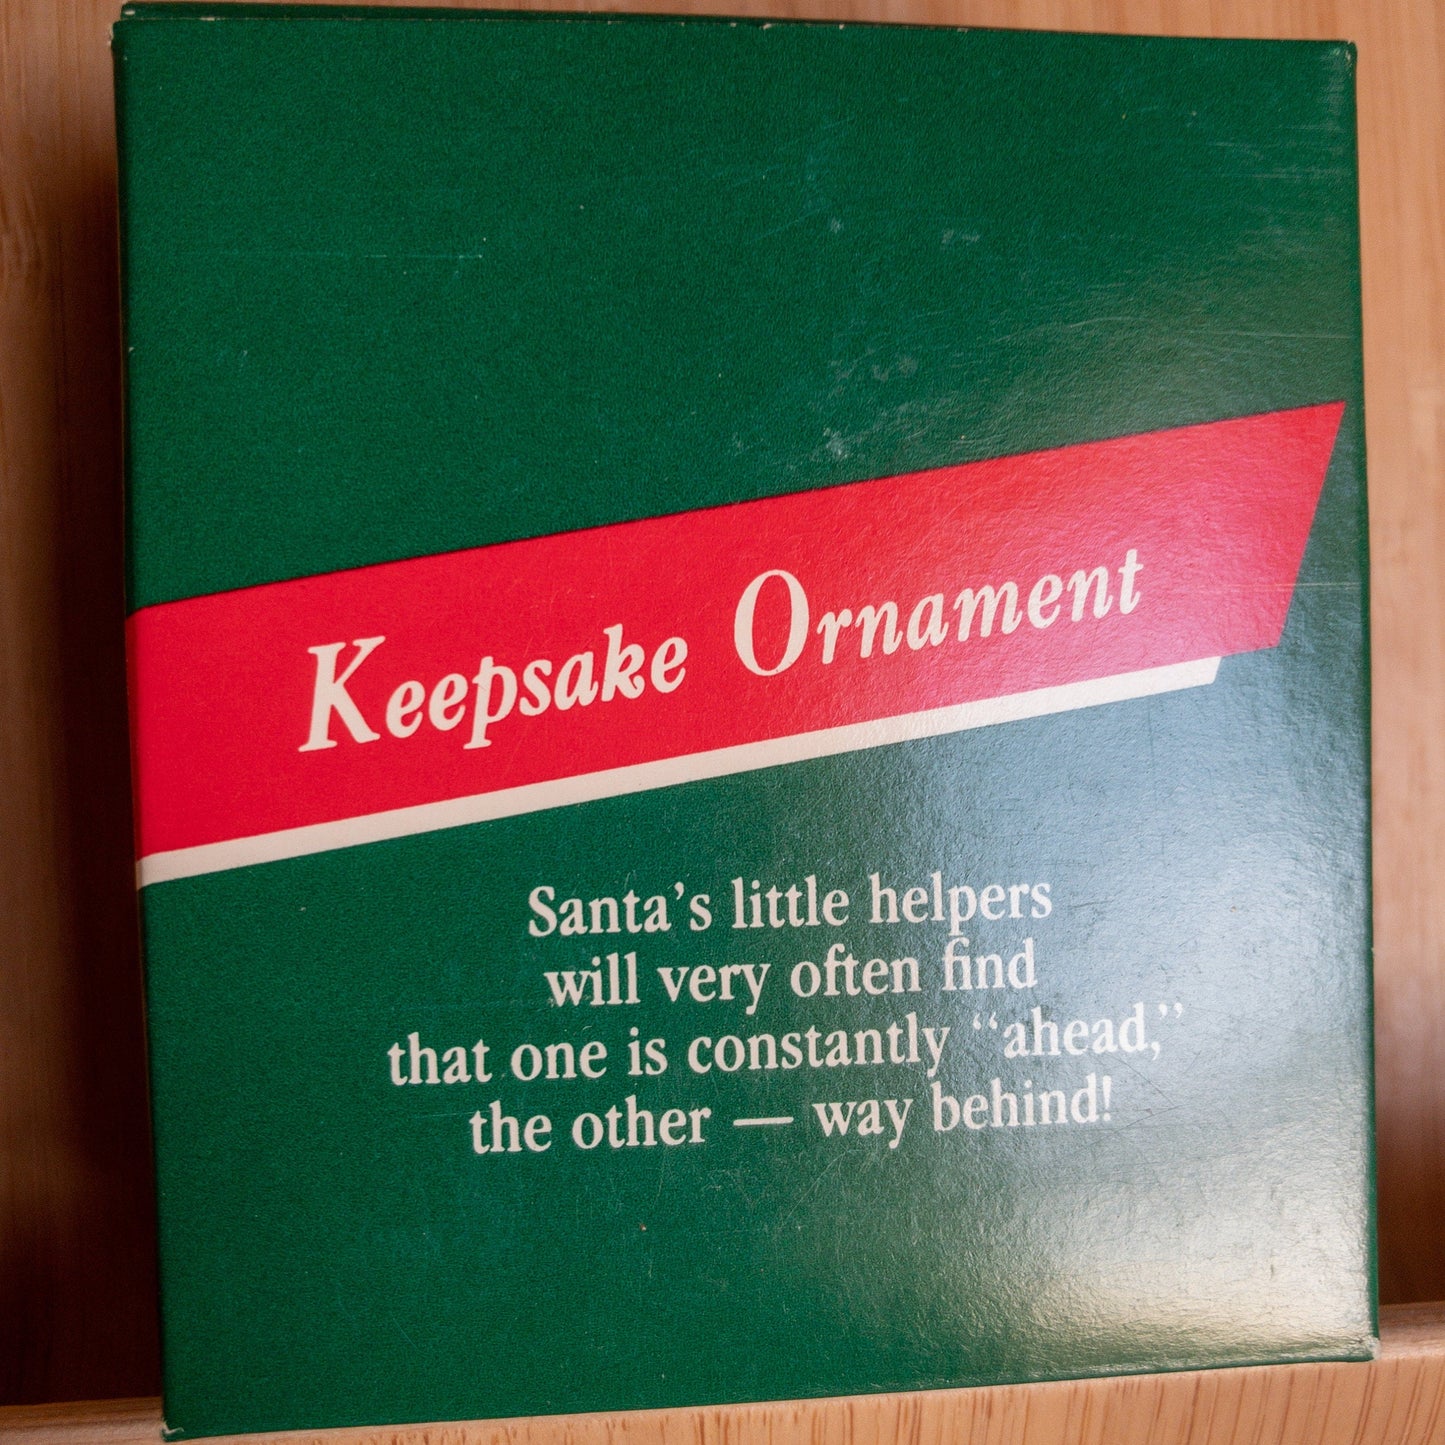 Keepsake Ornament
Santa's little helpers
will very often find
that one is constantly “ahead,”
the other — way behind!